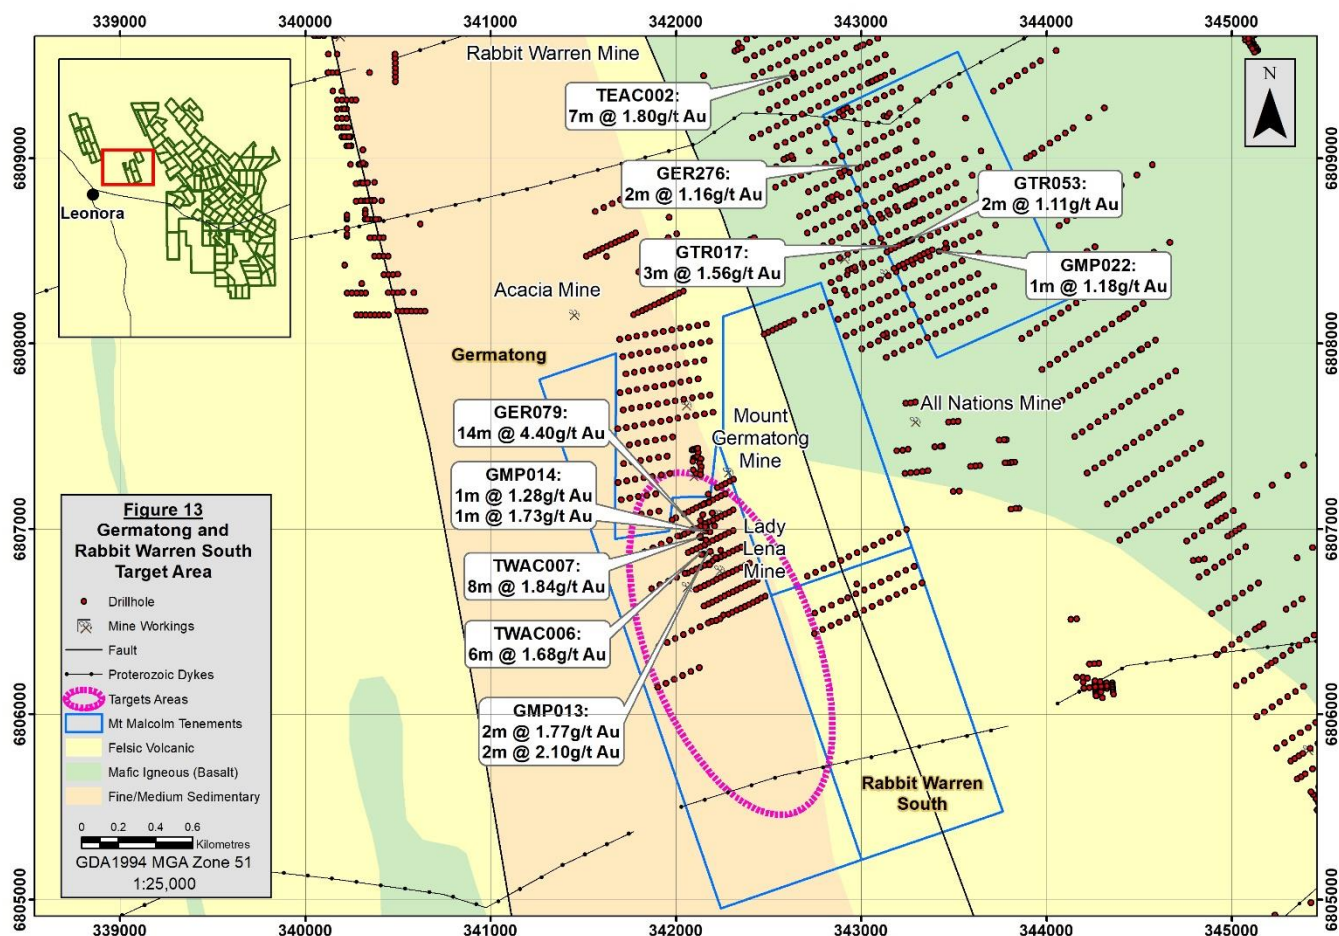 339000
340000
341000
342000
343000
344000
345000
6809000
6808000
6807000
6806000
6805000
6809000
6808000
6807000
6806000
6805000
Leonora
N
Rabbit Warren Mine
TEAC002:
7m @ 1.80g/t Au
GER276:
2m @ 1.16g/t Au
GTR053:
2m @ 1.11g/t Au
GTR017:
3m @ 1.56g/t Au
GMP022:
1m @ 1.18g/t Au
Acacia Mine
Germatong
GER079:
14m @ 4.40g/t Au
Mount
Germatong
Mine
All Nations Mine
GMP014:
1m @ 1.28g/t Au
1m @ 1.73g/t Au
Lady
Lena
Mine
TWAC007:
8m @ 1.84g/t Au
TWAC006:
6m @ 1.68g/t Au
GMP013:
2m @ 1.77g/t Au
2m @ 2.10g/t Au
Rabbit Warren
South
Figure 13
Germatong and
Rabbit Warren South
Target Area
Drillhole
Mine Workings
Fault
Proterozoic Dykes
Targets Areas
Mt Malcolm Tenements
Felsic Volcanic
Mafic Igneous (Basalt)
Fine/Medium Sedimentary
0 0.2 0.4 0.6
Kilometres
GDA1994 MGA Zone 51
1:25,000
339000
340000
341000
342000
343000
344000
345000